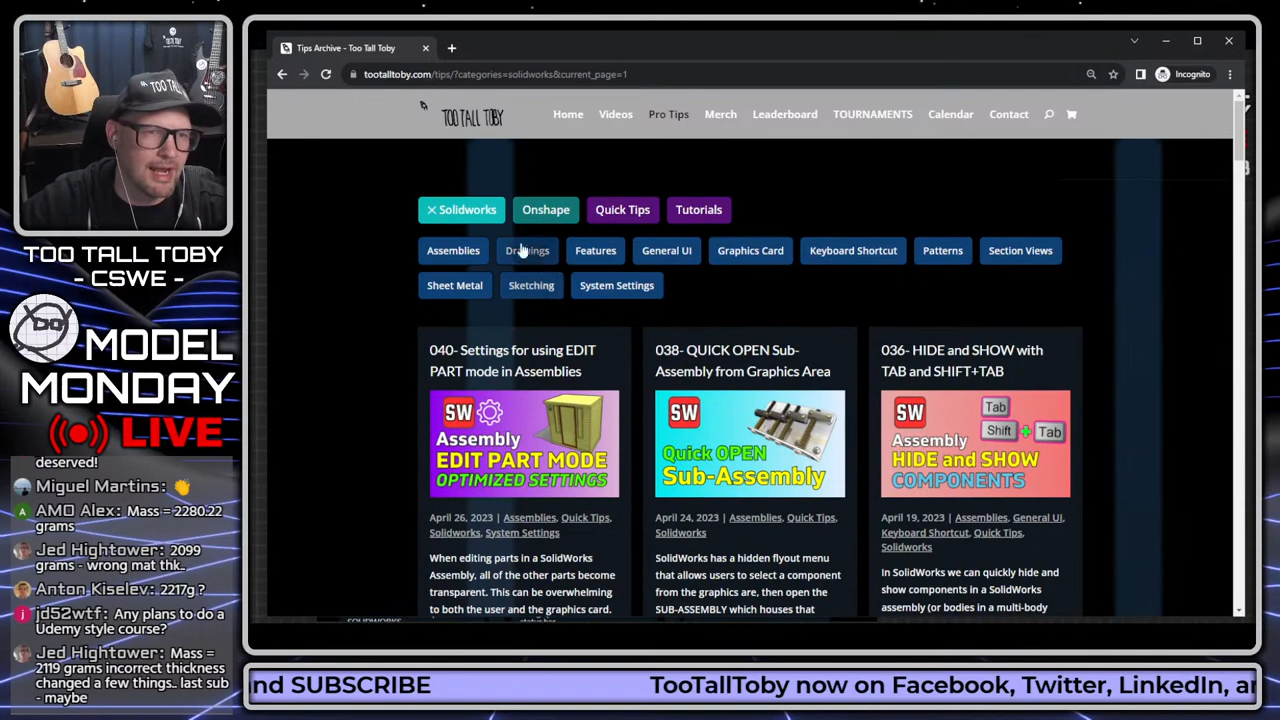 TOO TALL
TOO TALL TOBY
- CSWE -
MODEL
MONDAY
LIVE
deserved!
Miguel Martins: 👏
A AMO Alex: Mass = 2280.22
grams
Jed Hightower: 2099
grams - wrong mat thk..
Anton Kiselev: 2217g ?
j jd52wtf: Any plans to do a
Udemy style course?
Jed Hightower: Mass =
2119 grams incorrect thickness
changed a few things.. last sub
- maybe
Tips Archive - Too Tall Toby
tootalltoby.com/tips/?categories=solidworks&current_page=1
Incognito
TOO TALL TOBY
Home Videos Pro Tips Merch Leaderboard TOURNAMENTS Calendar Contact
× Solidworks Onshape Quick Tips Tutorials
Assemblies Drawings Features General UI Graphics Card Keyboard Shortcut Patterns Section Views
Sheet Metal Sketching System Settings
040- Settings for using EDIT
PART mode in Assemblies
SW
Assembly
EDIT PART MODE
OPTIMIZED SETTINGS
April 26, 2023 | Assemblies, Quick Tips,
Solidworks, System Settings
When editing parts in a SolidWorks
Assembly, all of the other parts become
transparent. This can be overwhelming
to both the user and the graphics card.
038- QUICK OPEN Sub-
Assembly from Graphics Area
SW
Quick OPEN
Sub-Assembly
April 24, 2023 | Assemblies, Quick Tips,
Solidworks
SolidWorks has a hidden flyout menu
that allows users to select a component
from the graphics are, then open the
SUB-ASSEMBLY which houses that
036- HIDE and SHOW with
TAB and SHIFT+TAB
SW
Tab
Shift + Tab
Assembly
HIDE and SHOW
COMPONENTS
April 19, 2023 | Assemblies, General UI,
Keyboard Shortcut, Quick Tips,
Solidworks
In SolidWorks we can quickly hide and
show components in a SolidWorks
assembly (or bodies in a multi-body
nd SUBSCRIBE TooTallToby now on Facebook, Twitter, LinkedIn, a